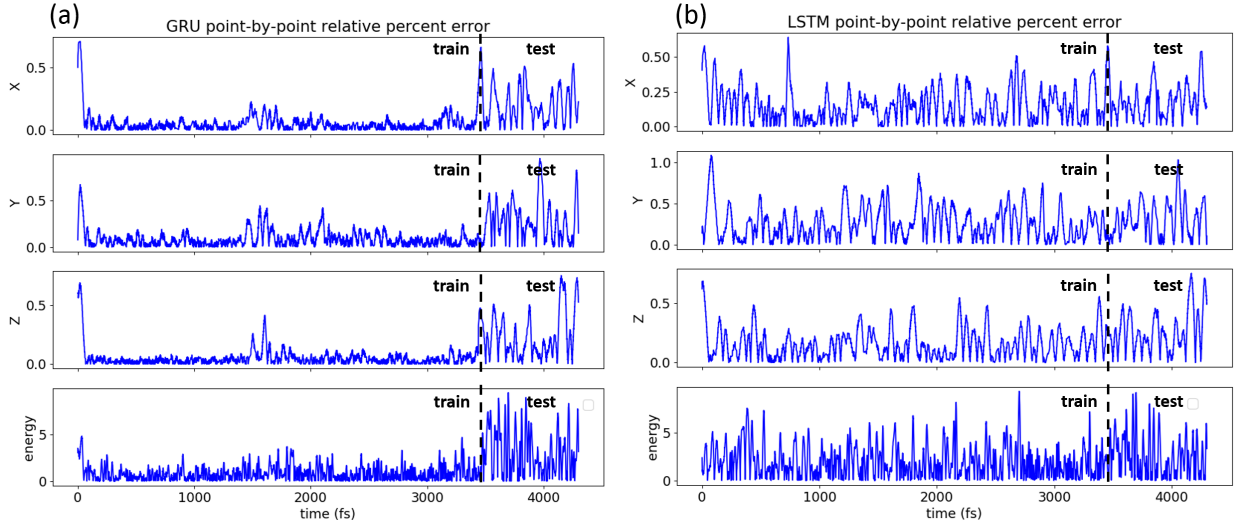 (a)
GRU point-by-point relative percent error
train test
X
0.5
0.0
train test
Y
0.5
0.0
train test
Z
0.5
0.0
train test
energy
5
0
0 1000 2000 3000 4000
time (fs)
(b)
LSTM point-by-point relative percent error
train test
X
0.50
0.25
0.00
train test
Y
1.0
0.5
0.0
train test
Z
0.5
0.0
train test
energy
5
0
0 1000 2000 3000 4000
time (fs)